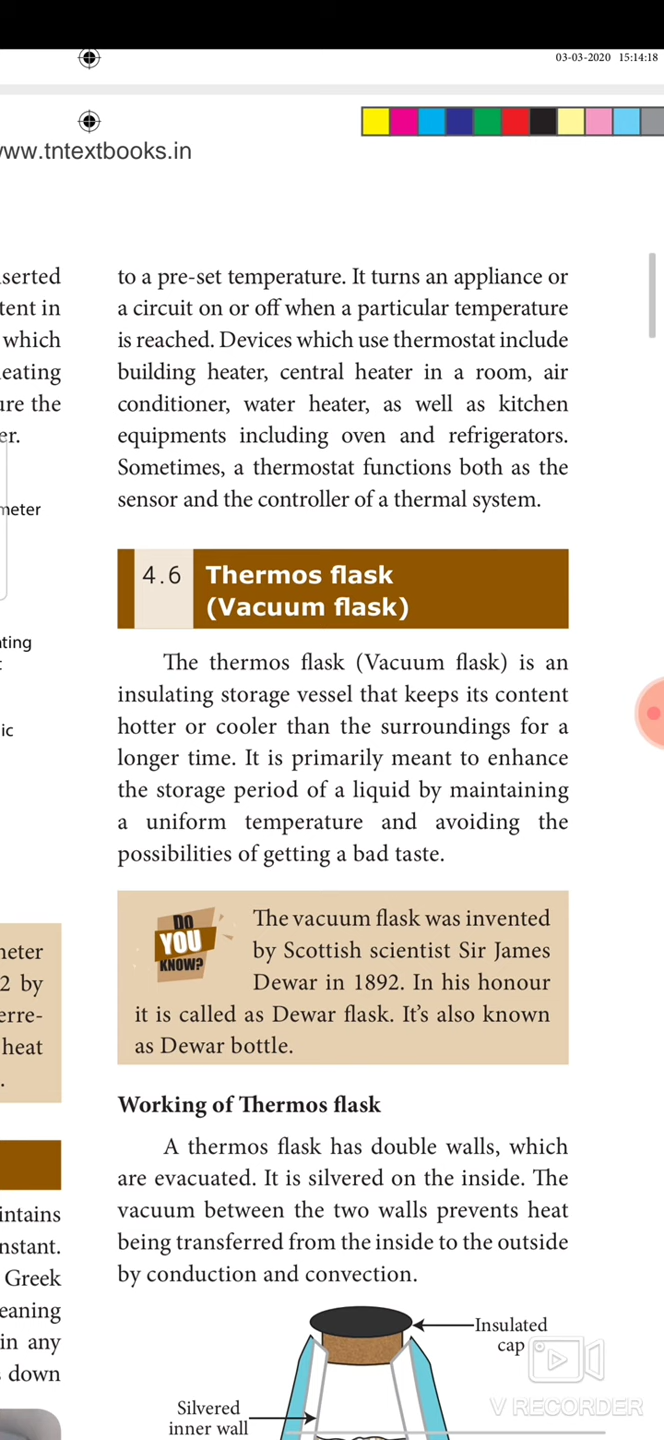 03-03-2020 15:14:18
www.tntextbooks.in
serted
tent in
which
eating
ure the
er.
meter
ating
ic
neter
2 by
erre-
heat
.
intains
nstant.
Greek
eaning
in any
down
to a pre-set temperature. It turns an appliance or
a circuit on or off when a particular temperature
is reached. Devices which use thermostat include
building heater, central heater in a room, air
conditioner, water heater, as well as kitchen
equipments including oven and refrigerators.
Sometimes, a thermostat functions both as the
sensor and the controller of a thermal system.
4.6 Thermos flask
(Vacuum flask)
The thermos flask (Vacuum flask) is an
insulating storage vessel that keeps its content
hotter or cooler than the surroundings for a
longer time. It is primarily meant to enhance
the storage period of a liquid by maintaining
a uniform temperature and avoiding the
possibilities of getting a bad taste.
DO
YOU
KNOW?
The vacuum flask was invented
by Scottish scientist Sir James
Dewar in 1892. In his honour
it is called as Dewar flask. It's also known
as Dewar bottle.
Working of Thermos flask
A thermos flask has double walls, which
are evacuated. It is silvered on the inside. The
vacuum between the two walls prevents heat
being transferred from the inside to the outside
by conduction and convection.
Insulated
cap
Silvered
inner wall
V RECORDER